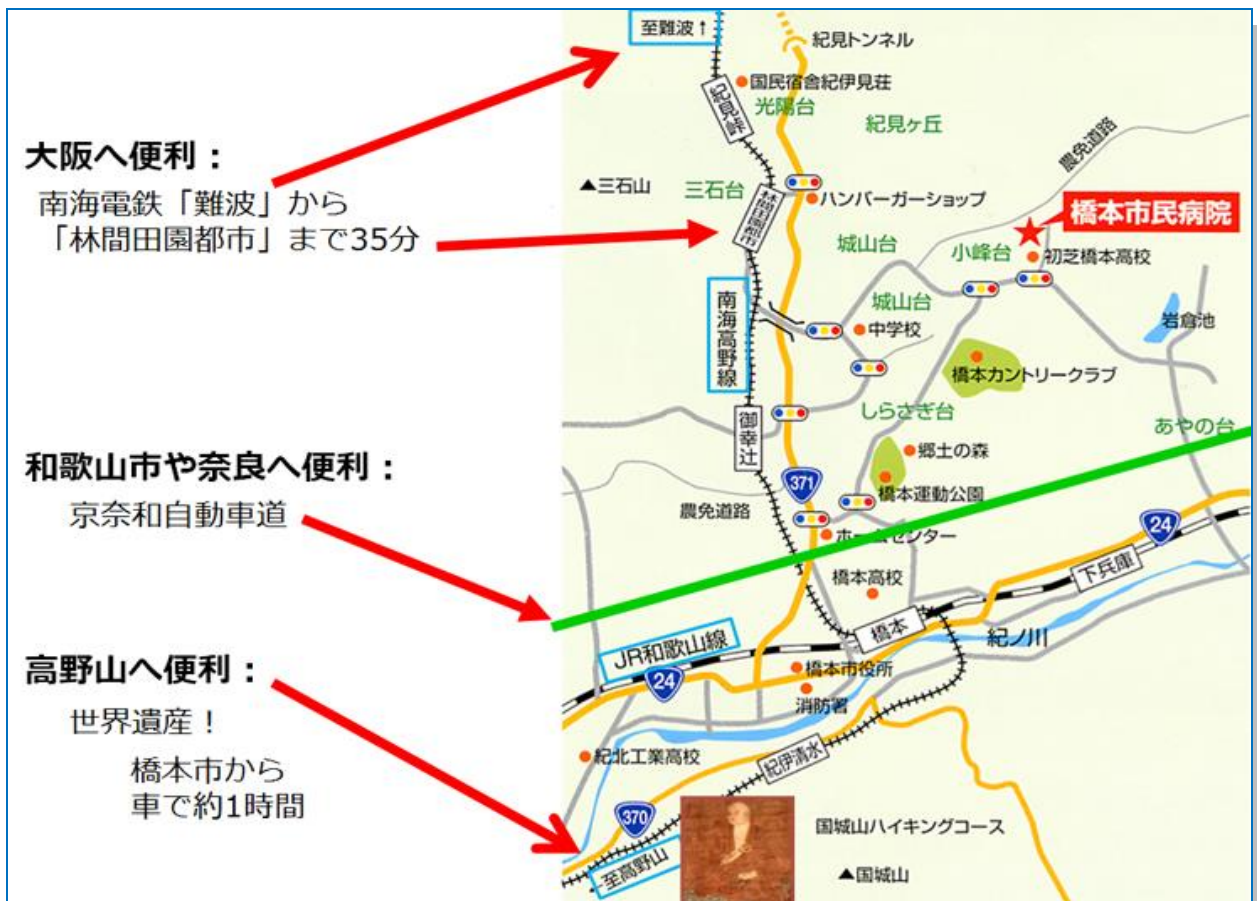 大阪へ便利：
南海電鉄「難波」から
「林間田園都市」まで35分
和歌山市や奈良へ便利：
京奈和自動車道
高野山へ便利：
世界遺産！
橋本市から
車で約1時間
至難波↑
紀見トンネル
国民宿舎紀伊見荘
紀見峠
光陽台
紀見ヶ丘
農免道路
▲三石山
三石台
林間田園都市
ハンバーガーショップ
橋本市民病院
城山台
小峰台
初芝橋本高校
南海高野線
城山台
中学校
岩倉池
橋本カントリークラブ
しらさぎ台
あやの台
御幸辻
郷土の森
371
橋本運動公園
農免道路
ホームセンター
24
橋本高校
下兵庫
橋本
紀ノ川
JR和歌山線
24
橋本市役所
消防署
紀北工業高校
紀伊清水
370
国城山ハイキングコース
至高野山
▲国城山